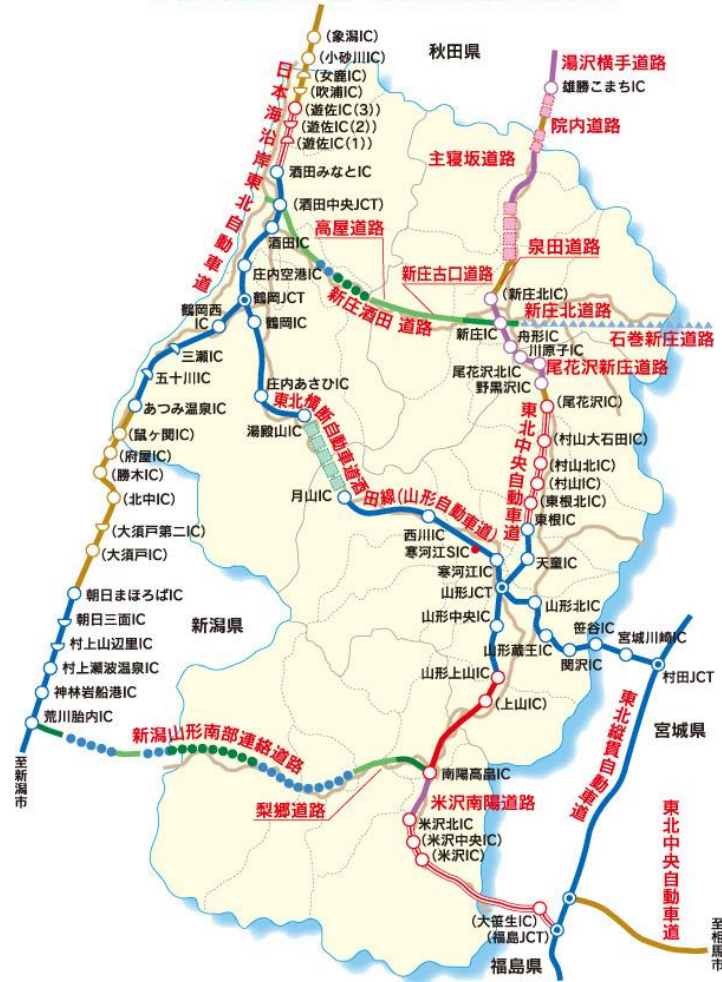 (象潟IC)
(小砂川IC)
(女鹿IC)
(吹浦IC)
(遊佐IC(3))
(遊佐IC(2))
(遊佐IC(1))
酒田みなとIC
(酒田中央JCT)
酒田IC
日本海沿岸東北自動車道
秋田県
湯沢横手道路
雄勝こまちIC
院内道路
主寝坂道路
泉田道路
高屋道路
新庄古口道路
新庄酒田 道路
(新庄北IC)
新庄北道路
石巻新庄道路
新庄IC
舟形IC
川原子IC
尾花沢新庄道路
尾花沢北IC
野黒沢IC
(尾花沢IC)
(村山大石田IC)
(村山北IC)
(村山IC)
(東根北IC)
東根IC
東北中央自動車道
天童IC
庄内空港IC
鶴岡JCT
鶴岡西
IC
鶴岡IC
三瀬IC
五十川IC
あつみ温泉IC
(鼠ヶ関IC)
(府屋IC)
(勝木IC)
(北中IC)
(大須戸第二IC)
(大須戸IC)
朝日まほろばIC
朝日三面IC
村上山辺里IC
村上瀬波温泉IC
神林岩船港IC
荒川胎内IC
至新潟市
新潟県
庄内あさひIC
湯殿山IC
東北横断自動車道酒田線(山形自動車道)
月山IC
西川IC
寒河江SIC
寒河江IC
山形JCT
山形北IC
山形中央IC
山形蔵王IC
笹谷IC
関沢IC
宮城川崎IC
村田JCT
宮城県
東北縦貫自動車道
山形上山IC
(上山IC)
新潟山形南部連絡道路
梨郷道路
南陽高畠IC
米沢南陽道路
米沢北IC
(米沢中央IC)
(米沢IC)
(大笹生IC)
(福島JCT)
福島県
東北中央自動車道
至相馬市